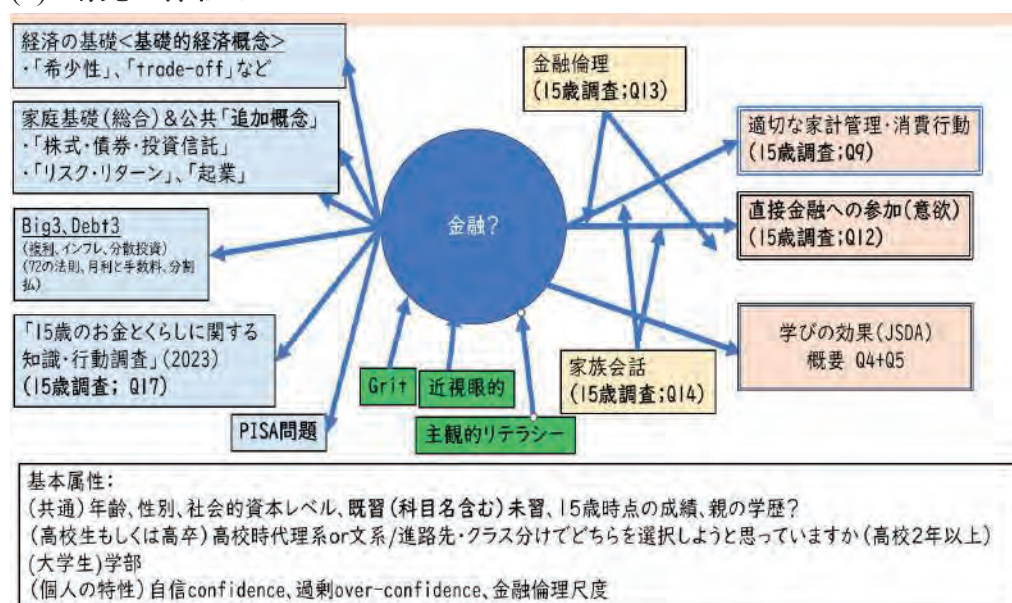 経済の基礎<基礎的経済概念>
・「希少性」、「trade-off」など
家庭基礎(総合)&公共「追加概念」
・「株式・債券・投資信託」
・「リスク・リターン」、「起業」
Big3、Debt3
(複利、インフレ、分散投資)
(72の法則、月利と手数料、分割
払)
「15歳のお金とくらしに関する
知識・行動調査」(2023)
(15歳調査; Q17)
PISA問題
金融?
Grit
近視眼的
主観的リテラシー
金融倫理
(15歳調査;Q13)
家族会話
(15歳調査;Q14)
適切な家計管理・消費行動
(15歳調査;Q9)
直接金融への参加(意欲)
(15歳調査;Q12)
学びの効果(JSDA)
概要 Q4+Q5
基本属性:
(共通)年齢、性別、社会的資本レベル、既習(科目名含む)未習、15歳時点の成績、親の学歴?
(高校生もしくは高卒)高校時代理系or文系/進路先・クラス分けでどちらを選択しようと思っていますか(高校2年以上)
(大学生)学部
(個人の特性)自信confidence、過剰over-confidence、金融倫理尺度